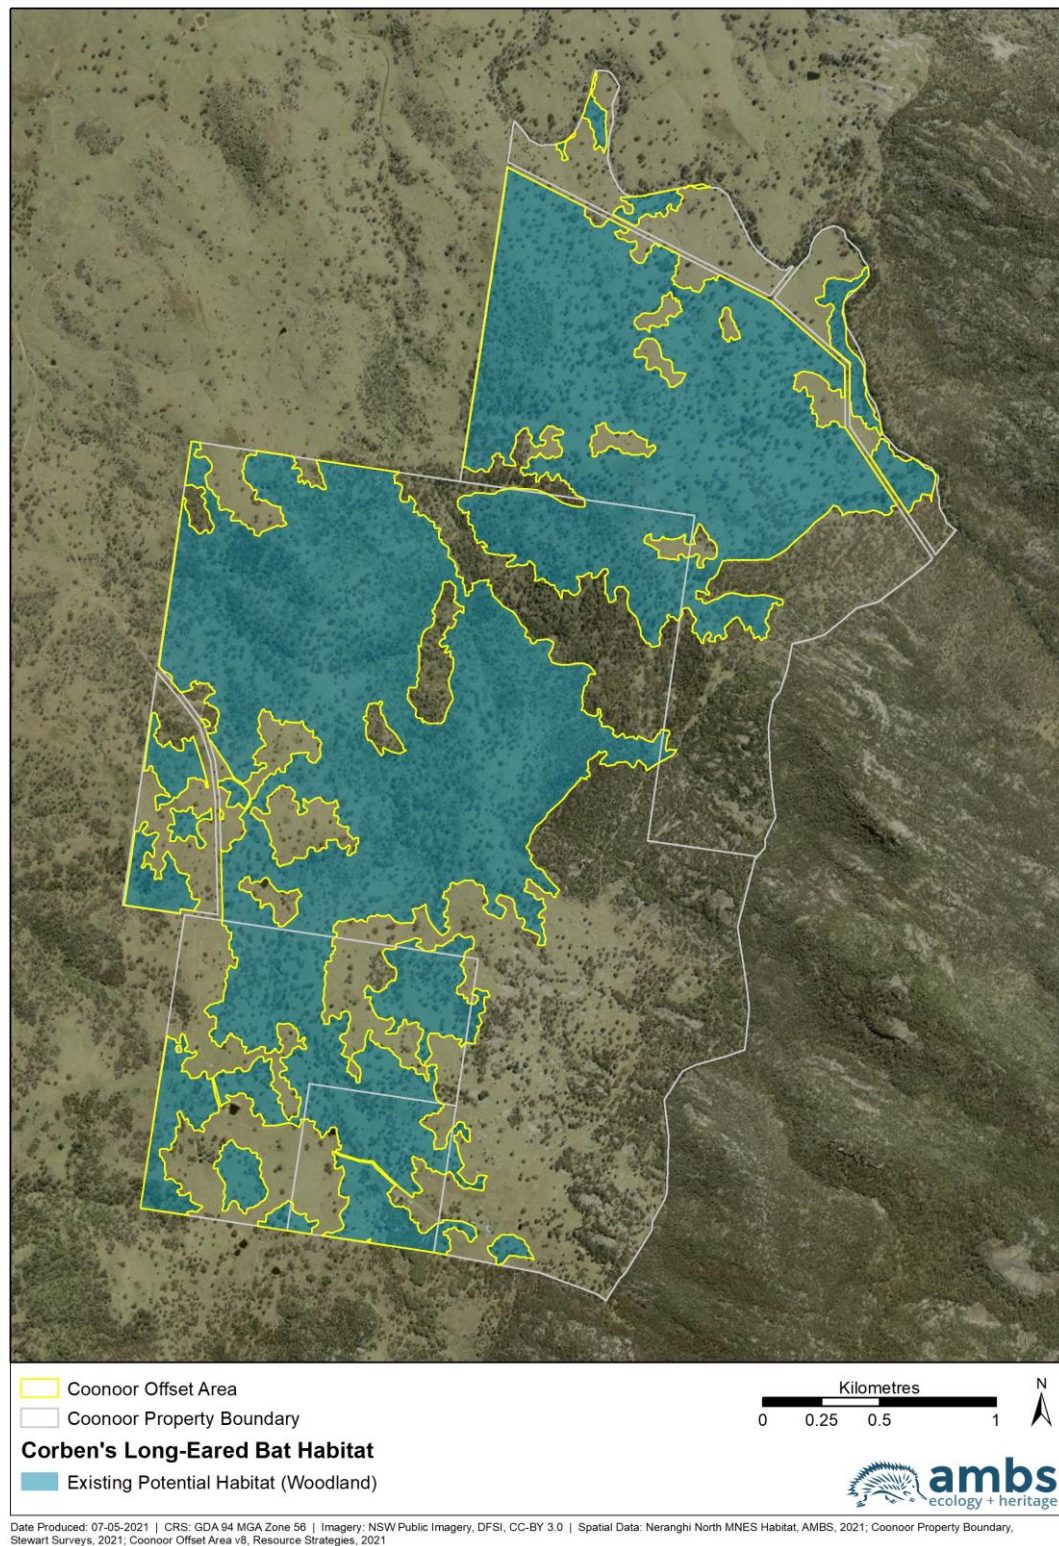 Coonoor Offset Area
Coonoor Property Boundary
Corben's Long-Eared Bat Habitat
Existing Potential Habitat (Woodland)
Kilometres
0 0.25 0.5 1
N
ambs
ecology + heritage
Date Produced: 07-05-2021 | CRS: GDA 94 MGA Zone 56 | Imagery: NSW Public Imagery, DFSI, CC-BY 3.0 | Spatial Data: Neranghi North MNES Habitat, AMBS, 2021; Coonoor Property Boundary,
Stewart Surveys, 2021; Coonoor Offset Area v8, Resource Strategies, 2021